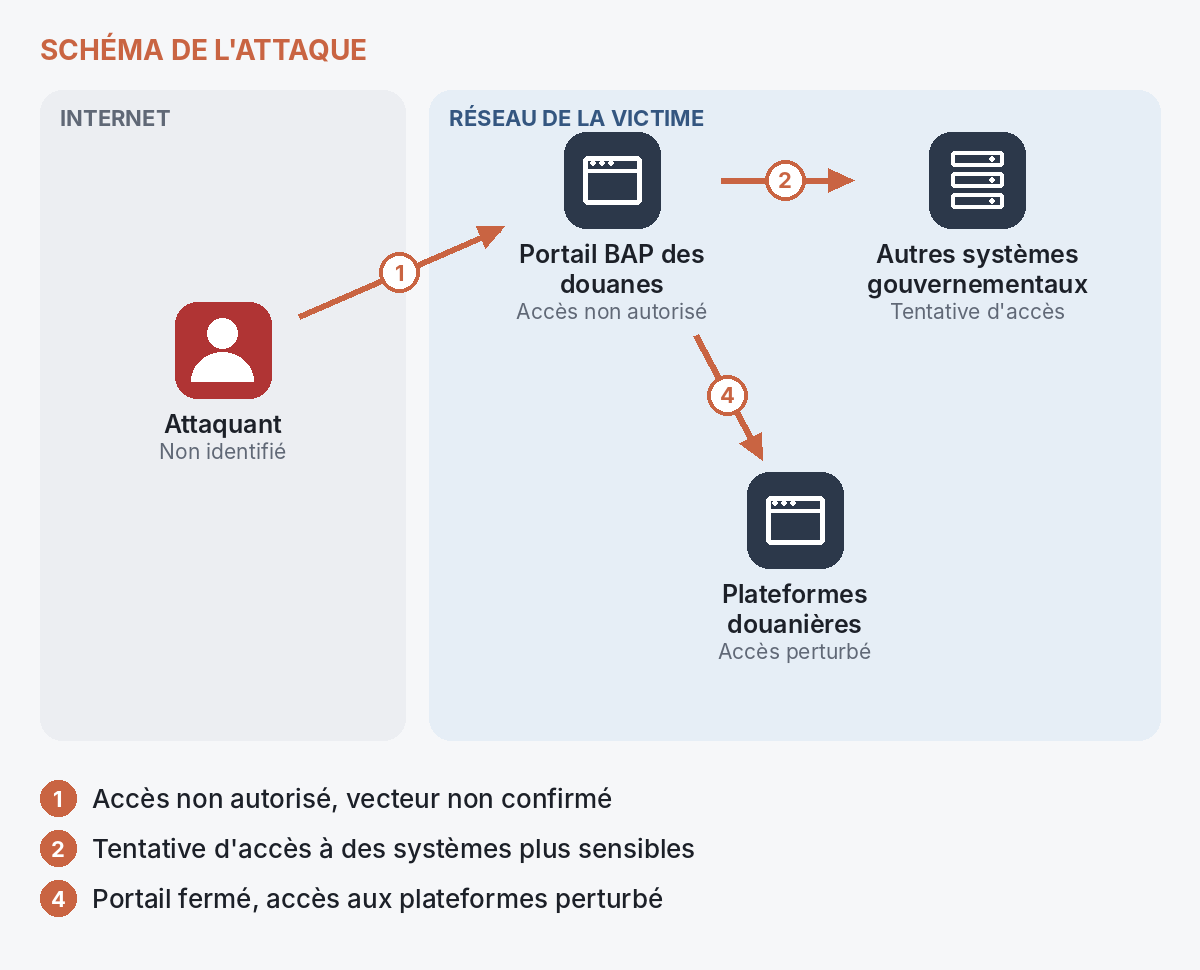 SCHÉMA DE L'ATTAQUE
INTERNET
RÉSEAU DE LA VICTIME
2
1
Portail BAP des
douanes
Accès non autorisé
Autres systèmes
gouvernementaux
Tentative d'accès
Attaquant
Non identifié
4
Plateformes
douanières
Accès perturbé
1 Accès non autorisé, vecteur non confirmé
2 Tentative d'accès à des systèmes plus sensibles
4 Portail fermé, accès aux plateformes perturbé